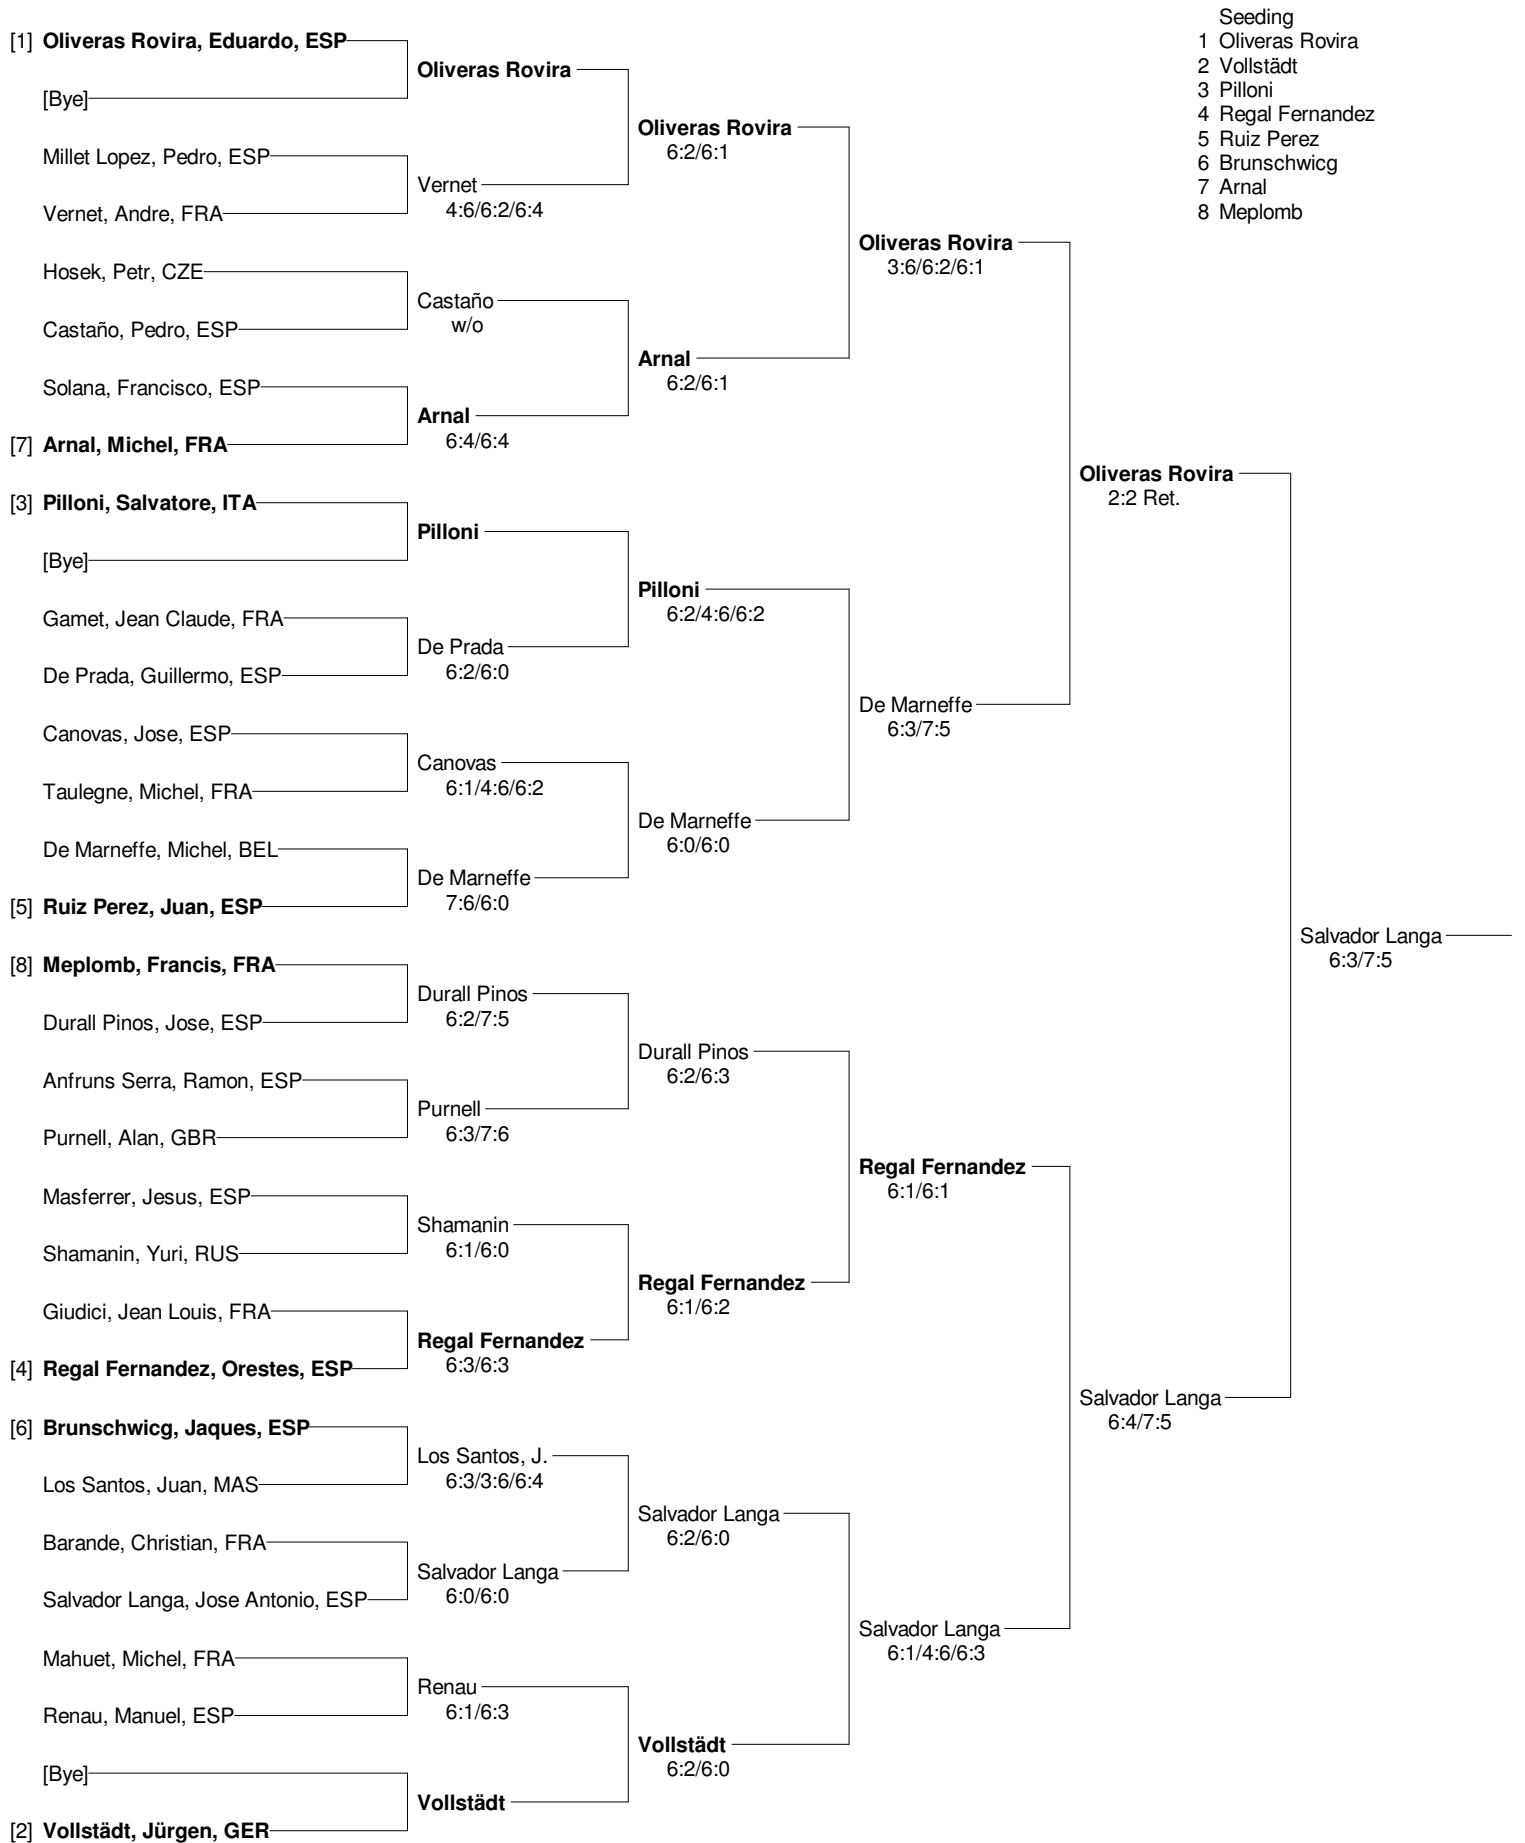 Seeding
1 Oliveras Rovira
2 Vollstädt
3 Pilloni
4 Regal Fernandez
5 Ruiz Perez
6 Brunschwicg
7 Arnal
8 Meplomb
[1] Oliveras Rovira, Eduardo, ESP
[Bye]
Millet Lopez, Pedro, ESP
Vernet, Andre, FRA
Hosek, Petr, CZE
Castaño, Pedro, ESP
Solana, Francisco, ESP
[7] Arnal, Michel, FRA
[3] Pilloni, Salvatore, ITA
[Bye]
Gamet, Jean Claude, FRA
De Prada, Guillermo, ESP
Canovas, Jose, ESP
Taulegne, Michel, FRA
De Marneffe, Michel, BEL
[5] Ruiz Perez, Juan, ESP
[8] Meplomb, Francis, FRA
Durall Pinos, Jose, ESP
Anfruns Serra, Ramon, ESP
Purnell, Alan, GBR
Masferrer, Jesus, ESP
Shamanin, Yuri, RUS
Giudici, Jean Louis, FRA
[4] Regal Fernandez, Orestes, ESP
[6] Brunschwicg, Jaques, ESP
Los Santos, Juan, MAS
Barande, Christian, FRA
Salvador Langa, Jose Antonio, ESP
Mahuet, Michel, FRA
Renau, Manuel, ESP
[Bye]
[2] Vollstädt, Jürgen, GER
Oliveras Rovira
Vernet
4:6/6:2/6:4
Castaño
w/o
Arnal
6:4/6:4
Pilloni
De Prada
6:2/6:0
Canovas
6:1/4:6/6:2
De Marneffe
7:6/6:0
Durall Pinos
6:2/7:5
Purnell
6:3/7:6
Shamanin
6:1/6:0
Regal Fernandez
6:3/6:3
Los Santos, J.
6:3/3:6/6:4
Salvador Langa
6:0/6:0
Renau
6:1/6:3
Vollstädt
Oliveras Rovira
6:2/6:1
Arnal
6:2/6:1
Pilloni
6:2/4:6/6:2
De Marneffe
6:0/6:0
Durall Pinos
6:2/6:3
Regal Fernandez
6:1/6:2
Salvador Langa
6:2/6:0
Vollstädt
6:2/6:0
Oliveras Rovira
3:6/6:2/6:1
De Marneffe
6:3/7:5
Regal Fernandez
6:1/6:1
Salvador Langa
6:1/4:6/6:3
Oliveras Rovira
2:2 Ret.
Salvador Langa
6:4/7:5
Salvador Langa
6:3/7:5